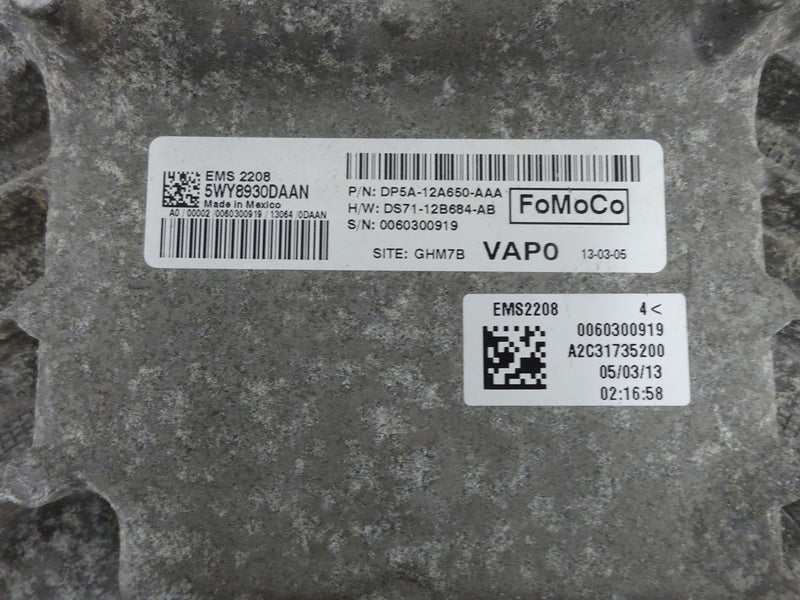 EMS 2208
5WY8930DAAN
Made in Mexico
A0 / 00002 / 0060300919 / 13064 / 0DAAN
P/N: DP5A-12A650-AAA
H/W: DS71-12B684-AB
S/N: 0060300919
FoMoCo
SITE: GHM7B VAP0 13-03-05
EMS2208 4<
0060300919
A2C31735200
05/03/13
02:16:58